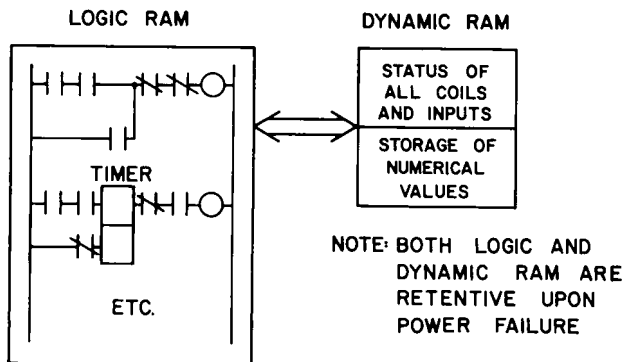 LOGIC RAM
TIMER
ETC.
DYNAMIC RAM
STATUS OF
ALL COILS
AND INPUTS
STORAGE OF
NUMERICAL
VALUES
NOTE: BOTH LOGIC AND
DYNAMIC RAM ARE
RETENTIVE UPON
POWER FAILURE